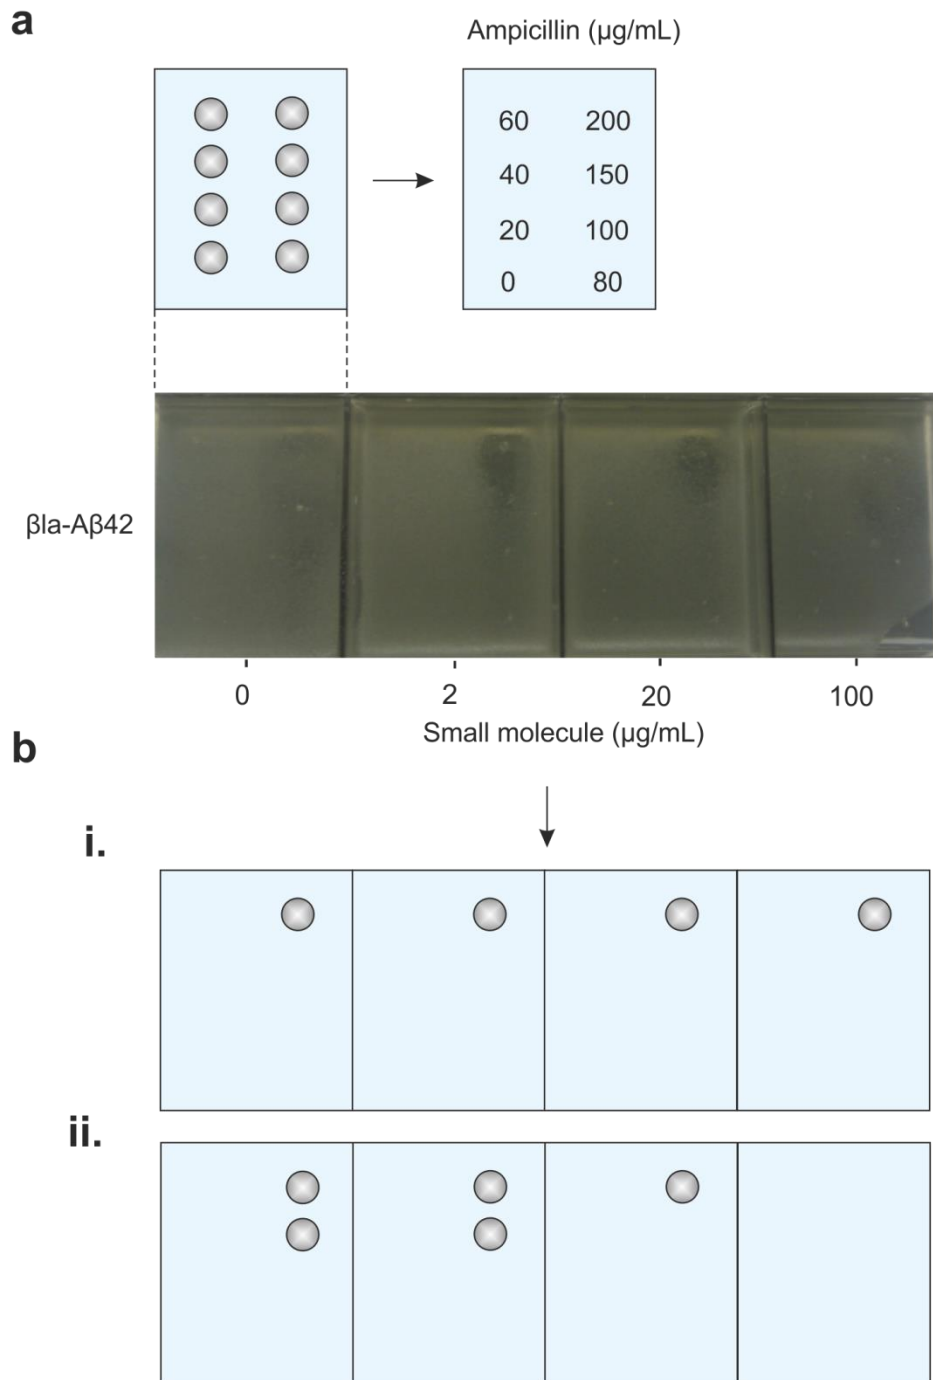 a
Ampicillin (µg/mL)
60 200
40 150
20 100
0 80
βla-Aβ42
0 2 20 100
Small molecule (µg/mL)
b
i.
ii.